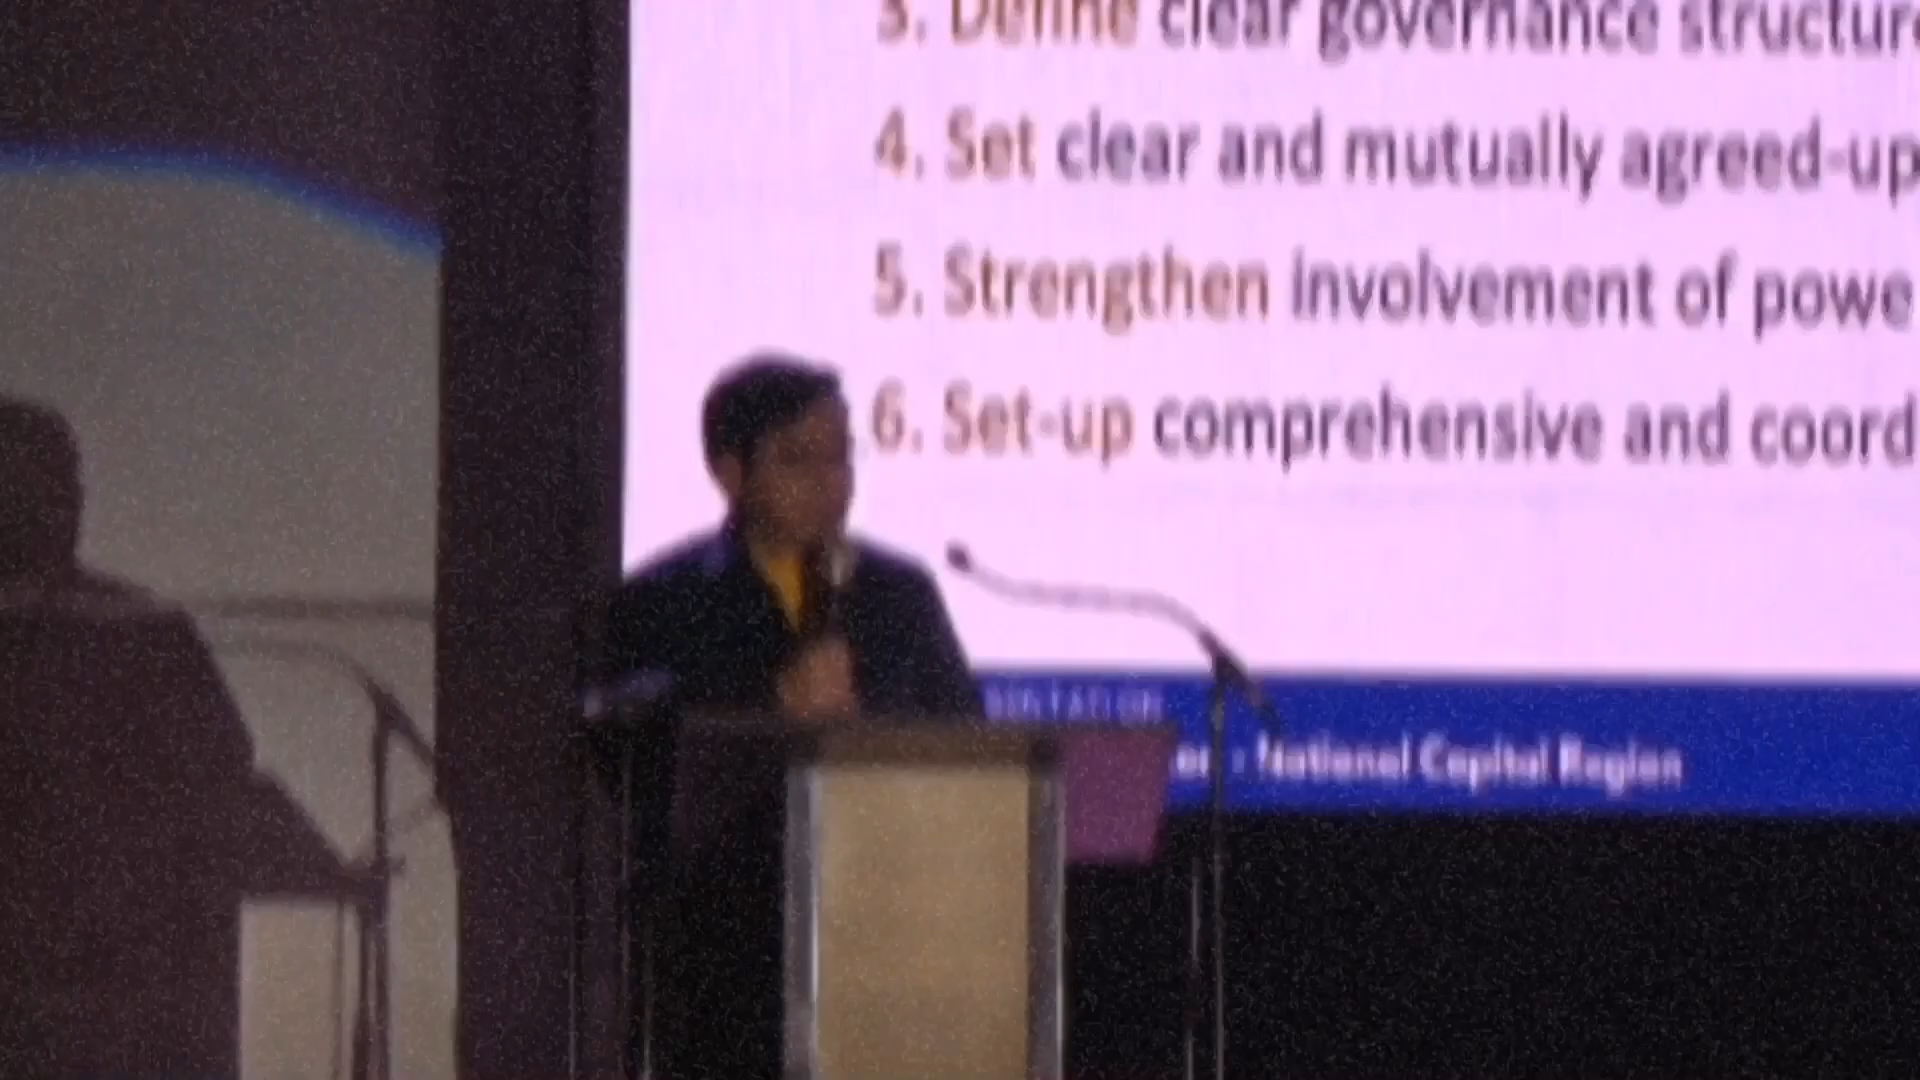 3. Define clear governance structure
4. Set clear and mutually agreed-up
5. Strengthen involvement of powe
6. Set-up comprehensive and coord
National Capital Region